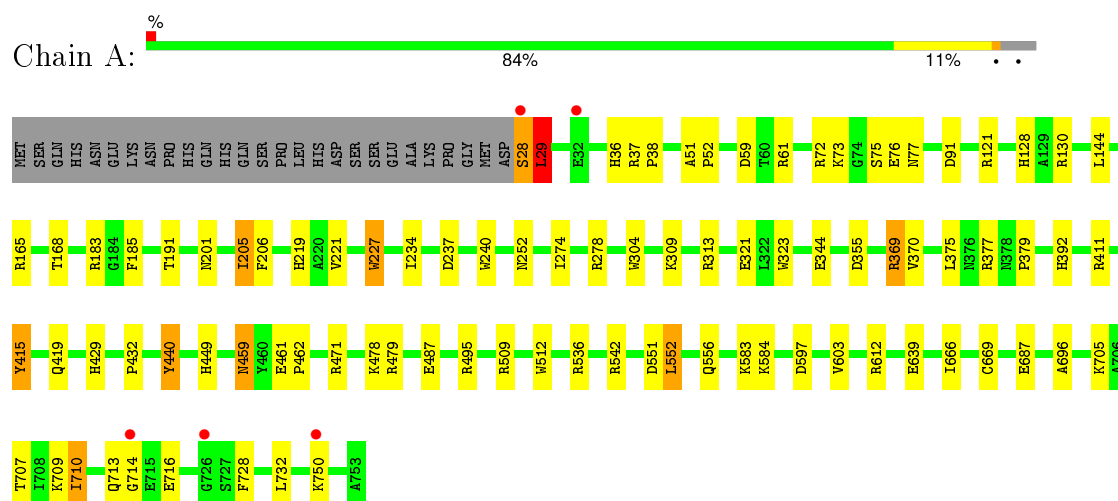 %
Chain A:
84% 11% • •
MET SER GLN HIS ASN GLU LYS ASN PRO HIS GLN HIS GLN SER PRO LEU HIS ASP SER SER GLU ALA LYS PRO GLY MET ASP S28 L29 E32 H36 R37 P38 A51 P52 D59 T60 R61 R72 K73 G74 S75 E76 N77 D91 R121 H128 A129 R130 L144
R165 T168 R183 G184 F185 T191 N201 I205 F206 H219 A220 V221 W227 I234 D237 W240 N252 I274 R278 W304 K309 R313 E321 L322 W323 E344 D355 R369 V370 L375 N376 R377 N378 P379 H392 R411
Y415 Q419 H429 P432 Y440 H449 N459 Y460 E461 P462 R471 K478 R479 E487 R495 R509 W512 R536 R542 D551 L552 Q556 K583 K584 D597 V603 R612 E639 I666 C669 E687 A696 K705 A706
T707 I708 K709 I710 Q713 G714 E715 E716 G726 S727 F728 L732 K750 A753